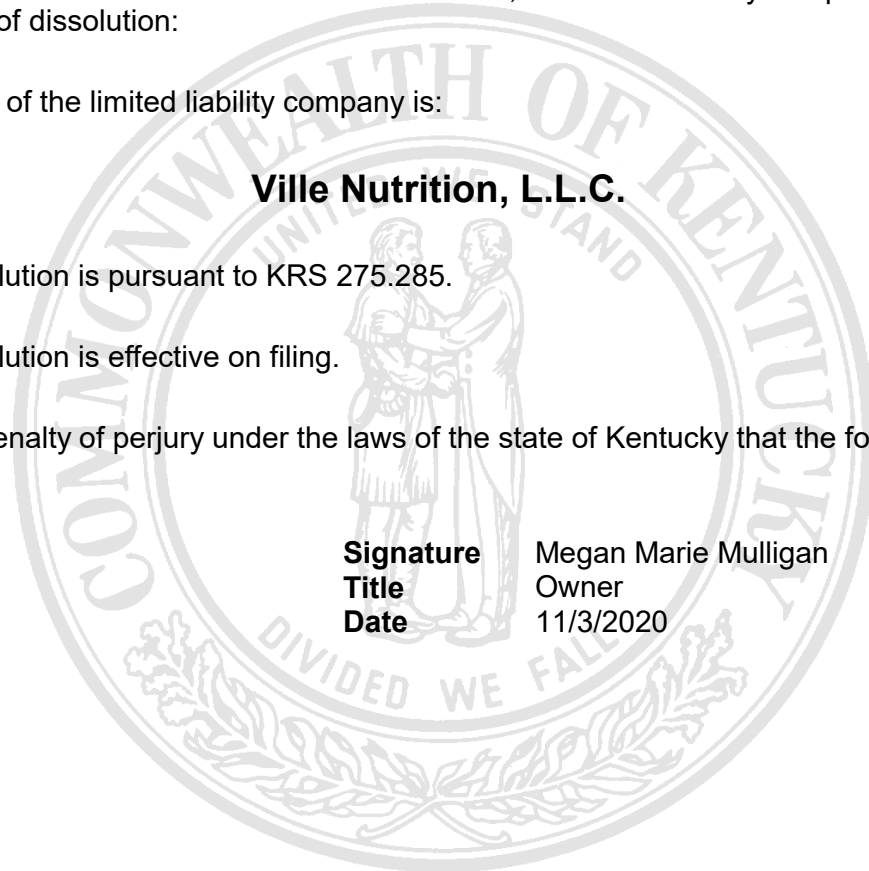 of dissolution:
of the limited liability company is:
Ville Nutrition, L.L.C.
lution is pursuant to KRS 275.285.
lution is effective on filing.
enalty of perjury under the laws of the state of Kentucky that the fo
Signature Megan Marie Mulligan
Title Owner
Date 11/3/2020
COMMONWEALTH OF KENTUCKY
UNITED WE STAND
DIVIDED WE FALL